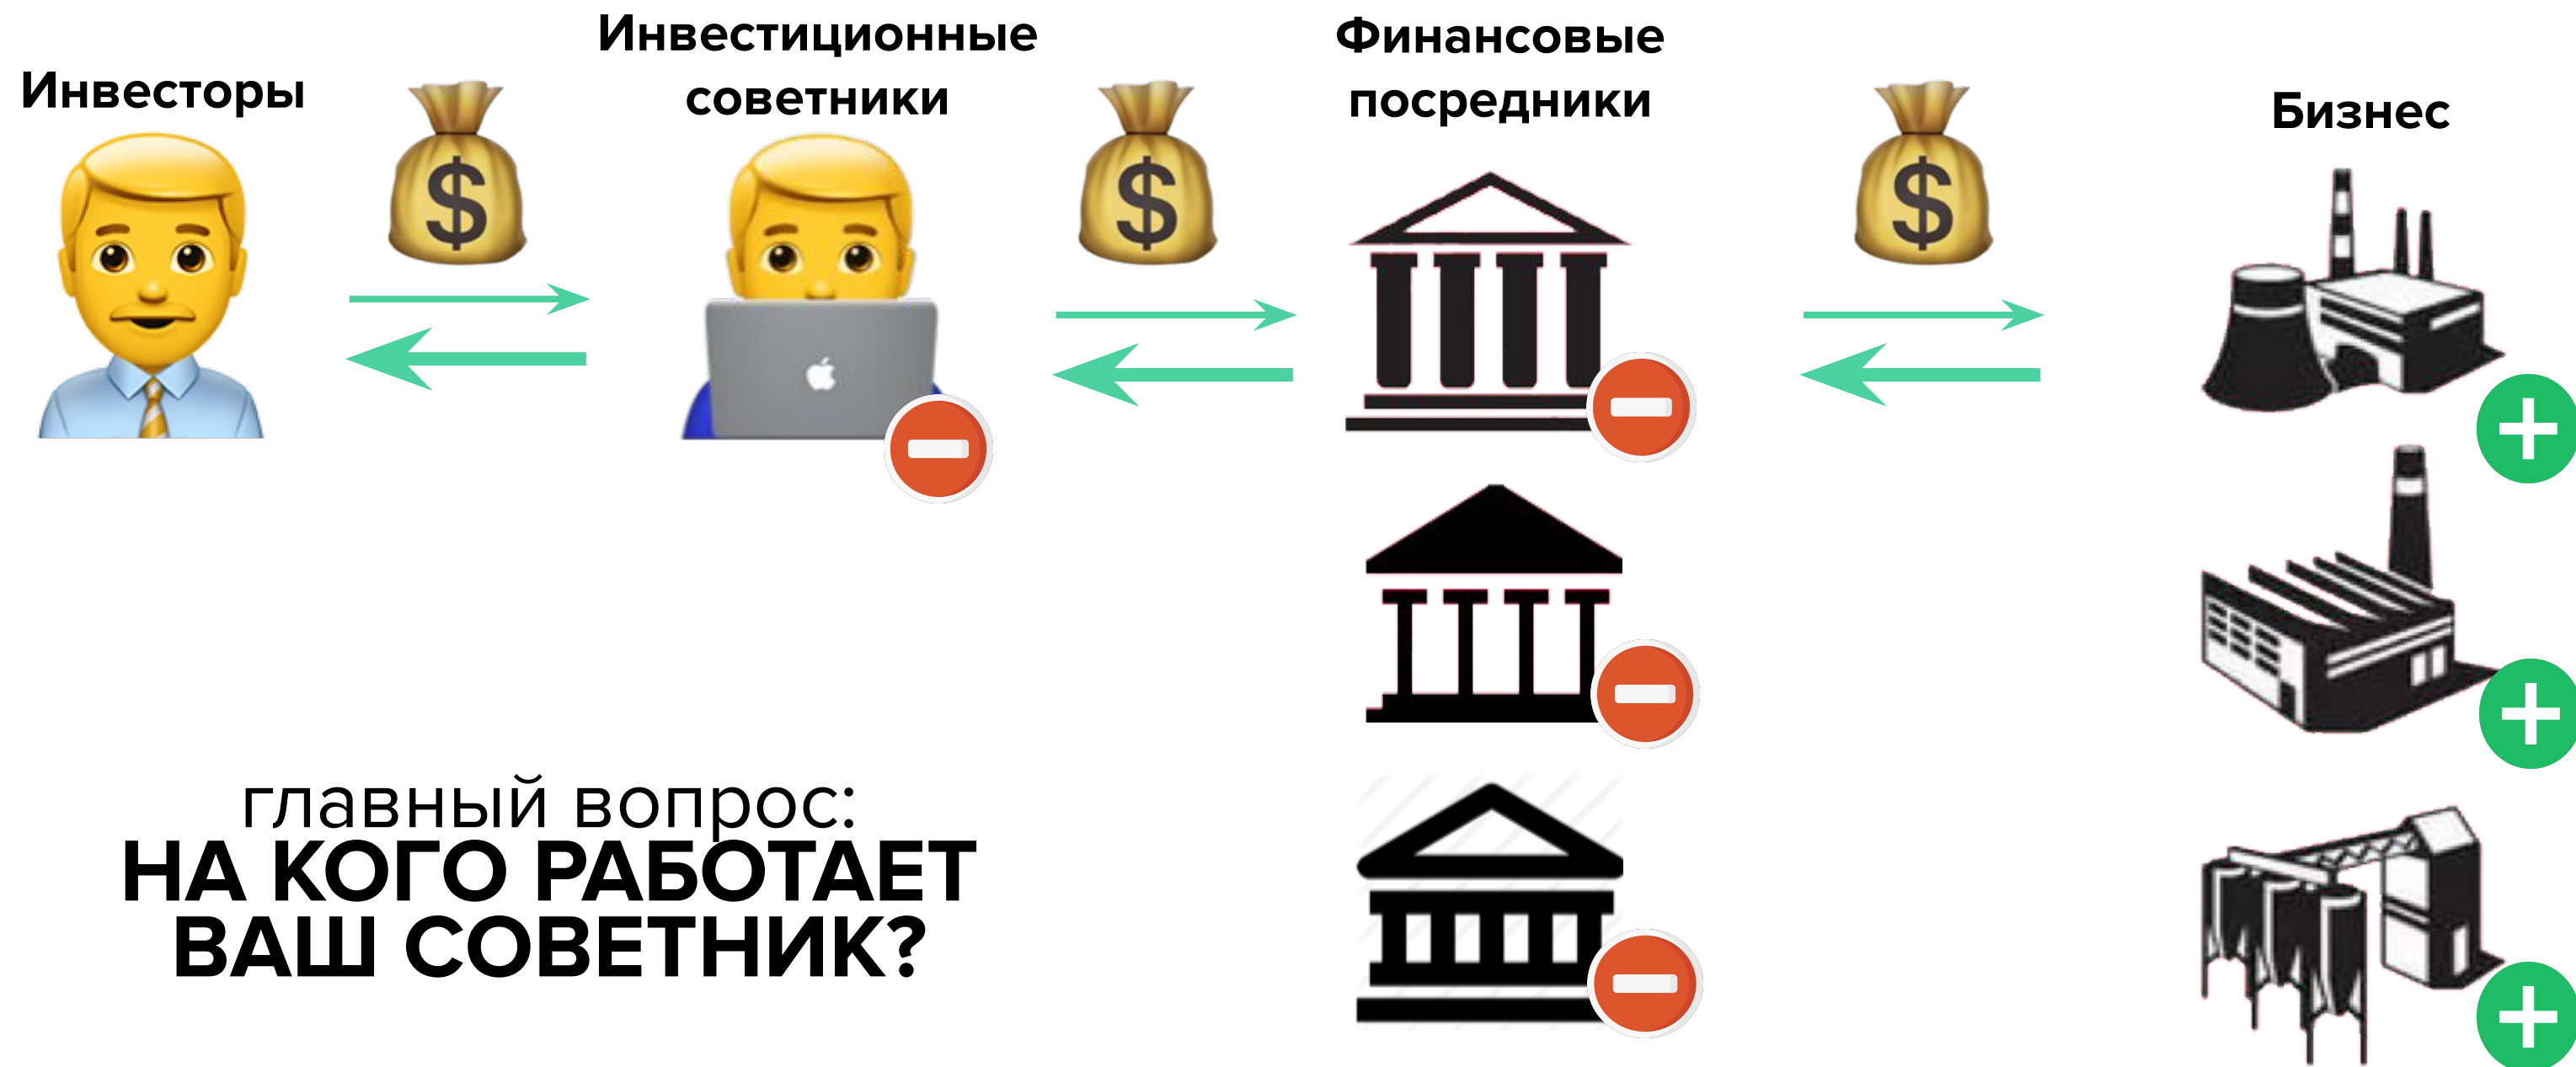 Инвесторы
Инвестиционные
советники
Финансовые
посредники
Бизнес
$
$
$
главный вопрос:
НА КОГО РАБОТАЕТ
ВАШ СОВЕТНИК?